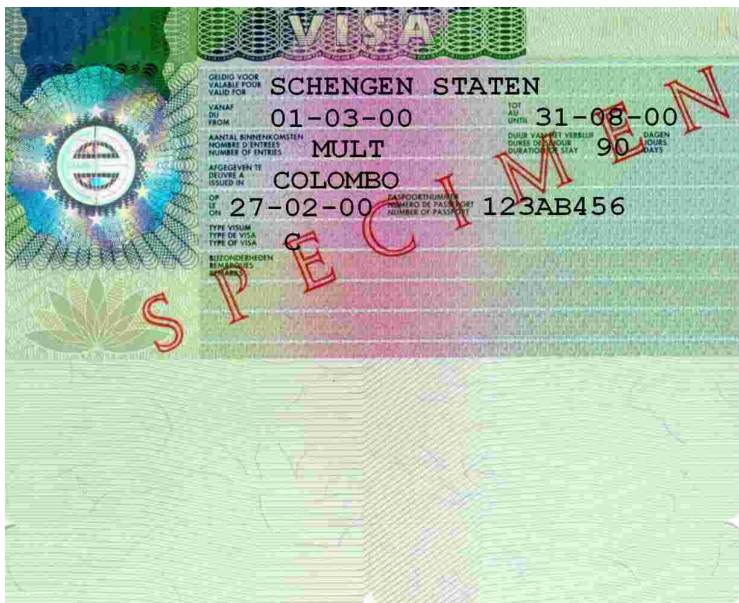 VISA
GELDIG VOOR
VALABLE POUR
VALID FOR
SCHENGEN STATEN
VANAF
DU
FROM
01-03-00
TOT
AU
UNTIL
31-08-00
AANTAL BINNENKOMSTEN
NOMBRE D'ENTREES
NUMBER OF ENTRIES
MULT
DUUR VAN HET VERBLIJF
DUREE DE SEJOUR
DURATION OF STAY
90
DAGEN
JOURS
DAYS
AFGEGEVEN TE
DELIVRE A
ISSUED IN
COLOMBO
OP
LE
ON
27-02-00
PASPOORTNUMMER
NUMERO DE PASSEPORT
NUMBER OF PASSPORT
123AB456
TYPE VISUM
TYPE DE VISA
TYPE OF VISA
C
BIJZONDERHEDEN
REMARQUES
REMARKS
SPECIMEN